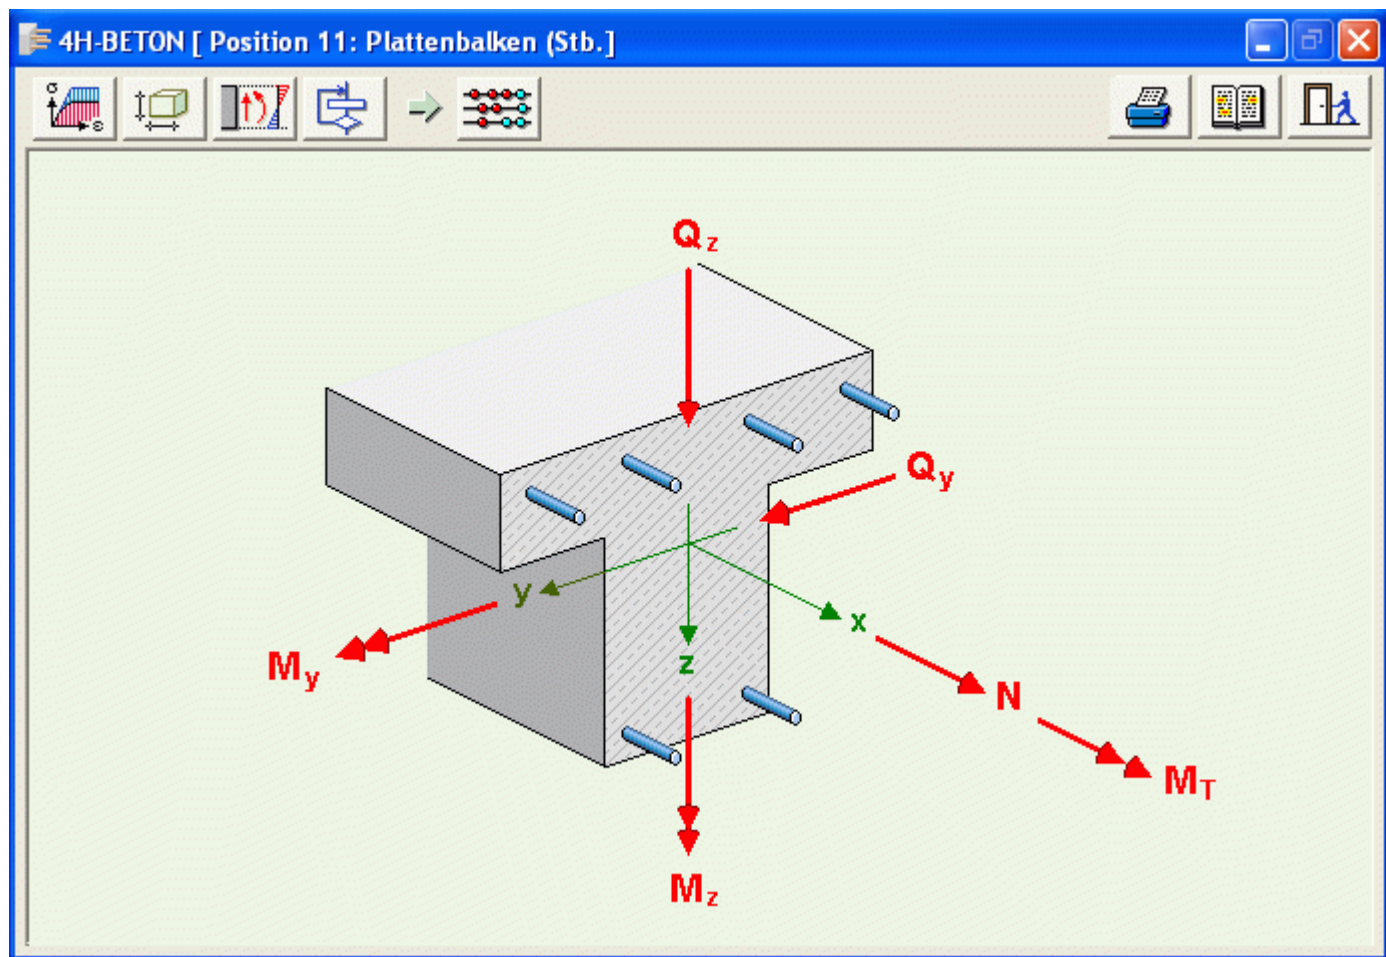 4H-BETON [ Position 11: Plattenbalken (Stb.]
σ
ε
Qz
Qy
y
x
My
z
N
MT
Mz